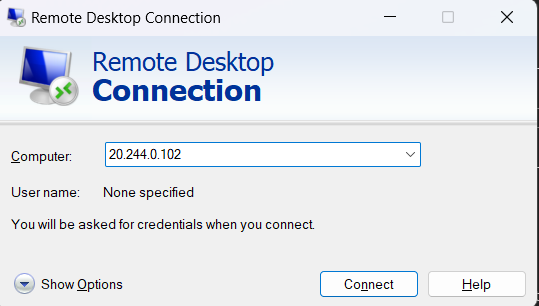 Remote Desktop Connection
Remote Desktop
Connection
Computer: 20.244.0.102
User name: None specified
You will be asked for credentials when you connect.
Show Options Connect Help